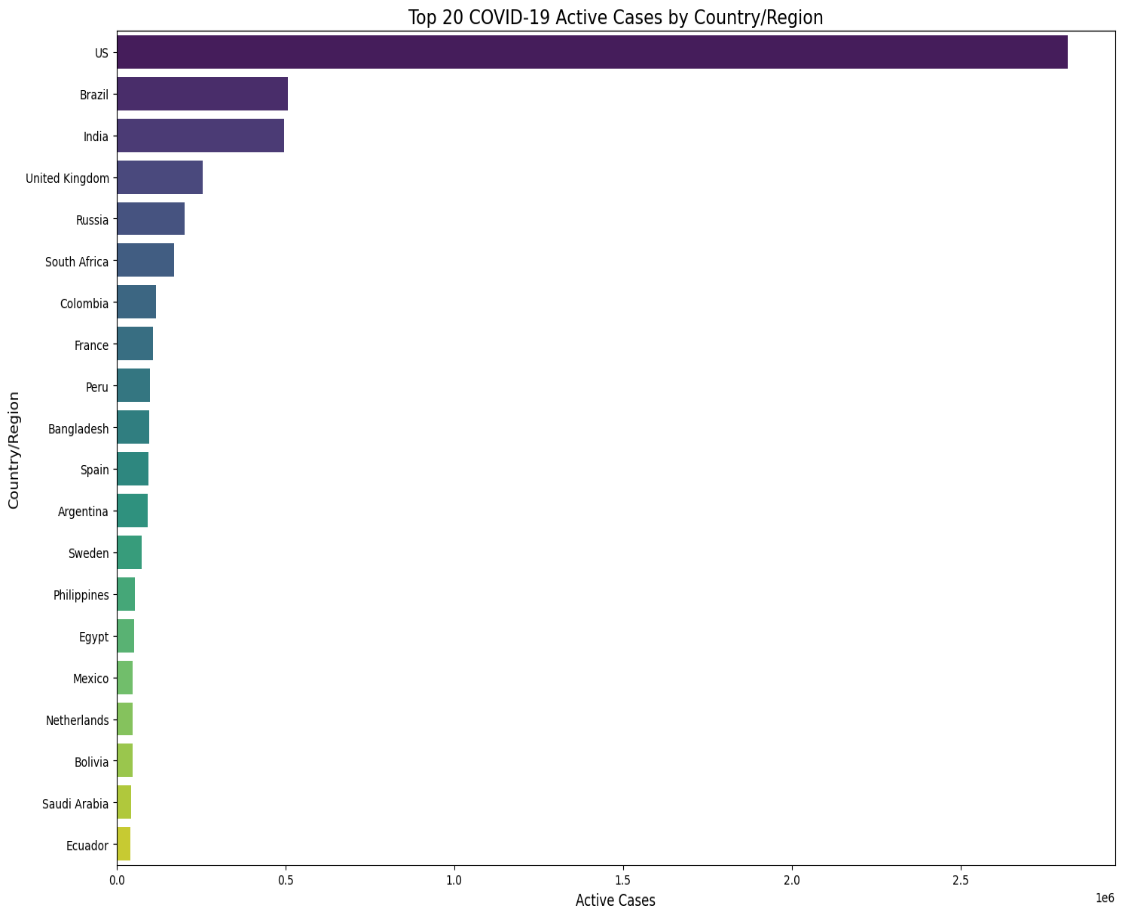 Top 20 COVID-19 Active Cases by Country/Region
US
Brazil
India
United Kingdom
Russia
South Africa
Colombia
France
Peru
Bangladesh
Spain
Argentina
Sweden
Philippines
Egypt
Mexico
Netherlands
Bolivia
Saudi Arabia
Ecuador
Country/Region
0.0 0.5 1.0 1.5 2.0 2.5
1e6
Active Cases